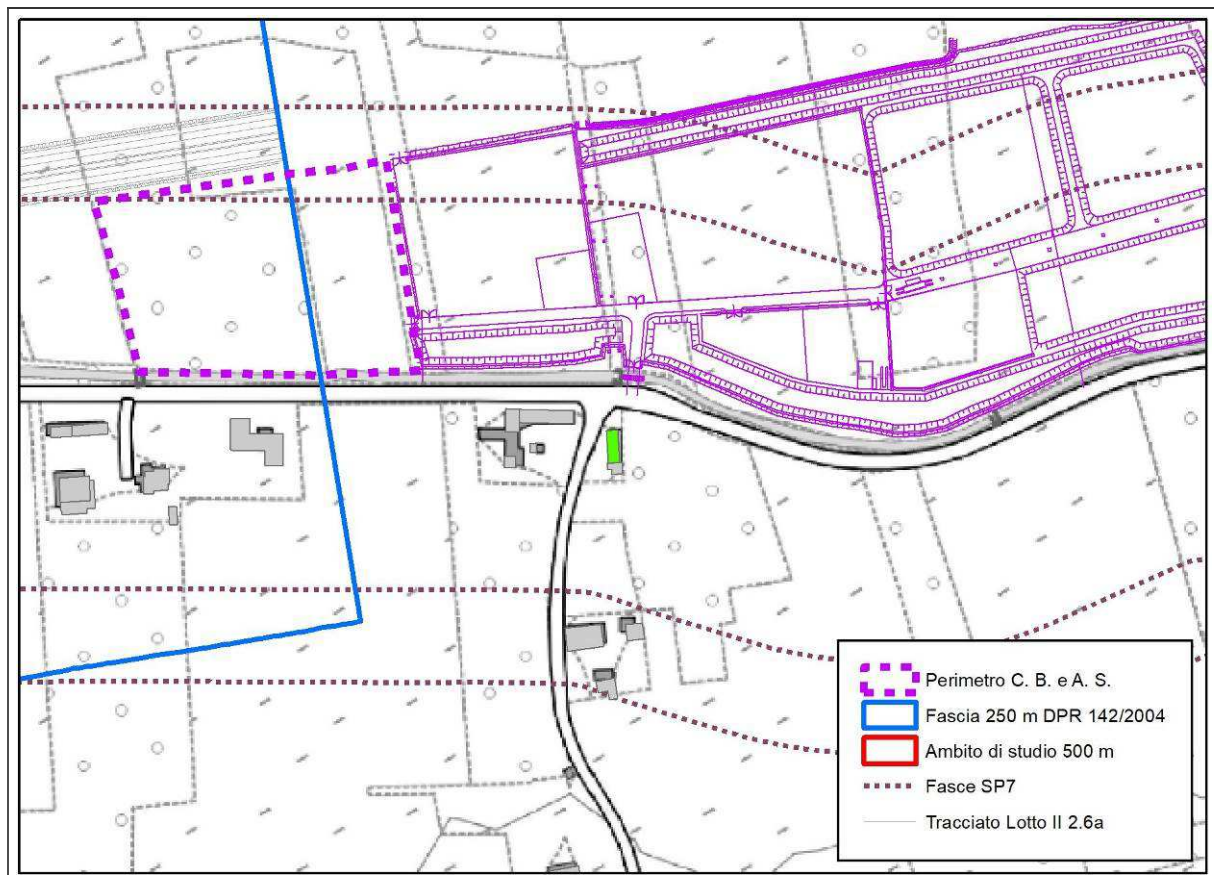 Perimetro C. B. e A. S.
Fascia 250 m DPR 142/2004
Ambito di studio 500 m
Fasce SP7
Tracciato Lotto II 2.6a